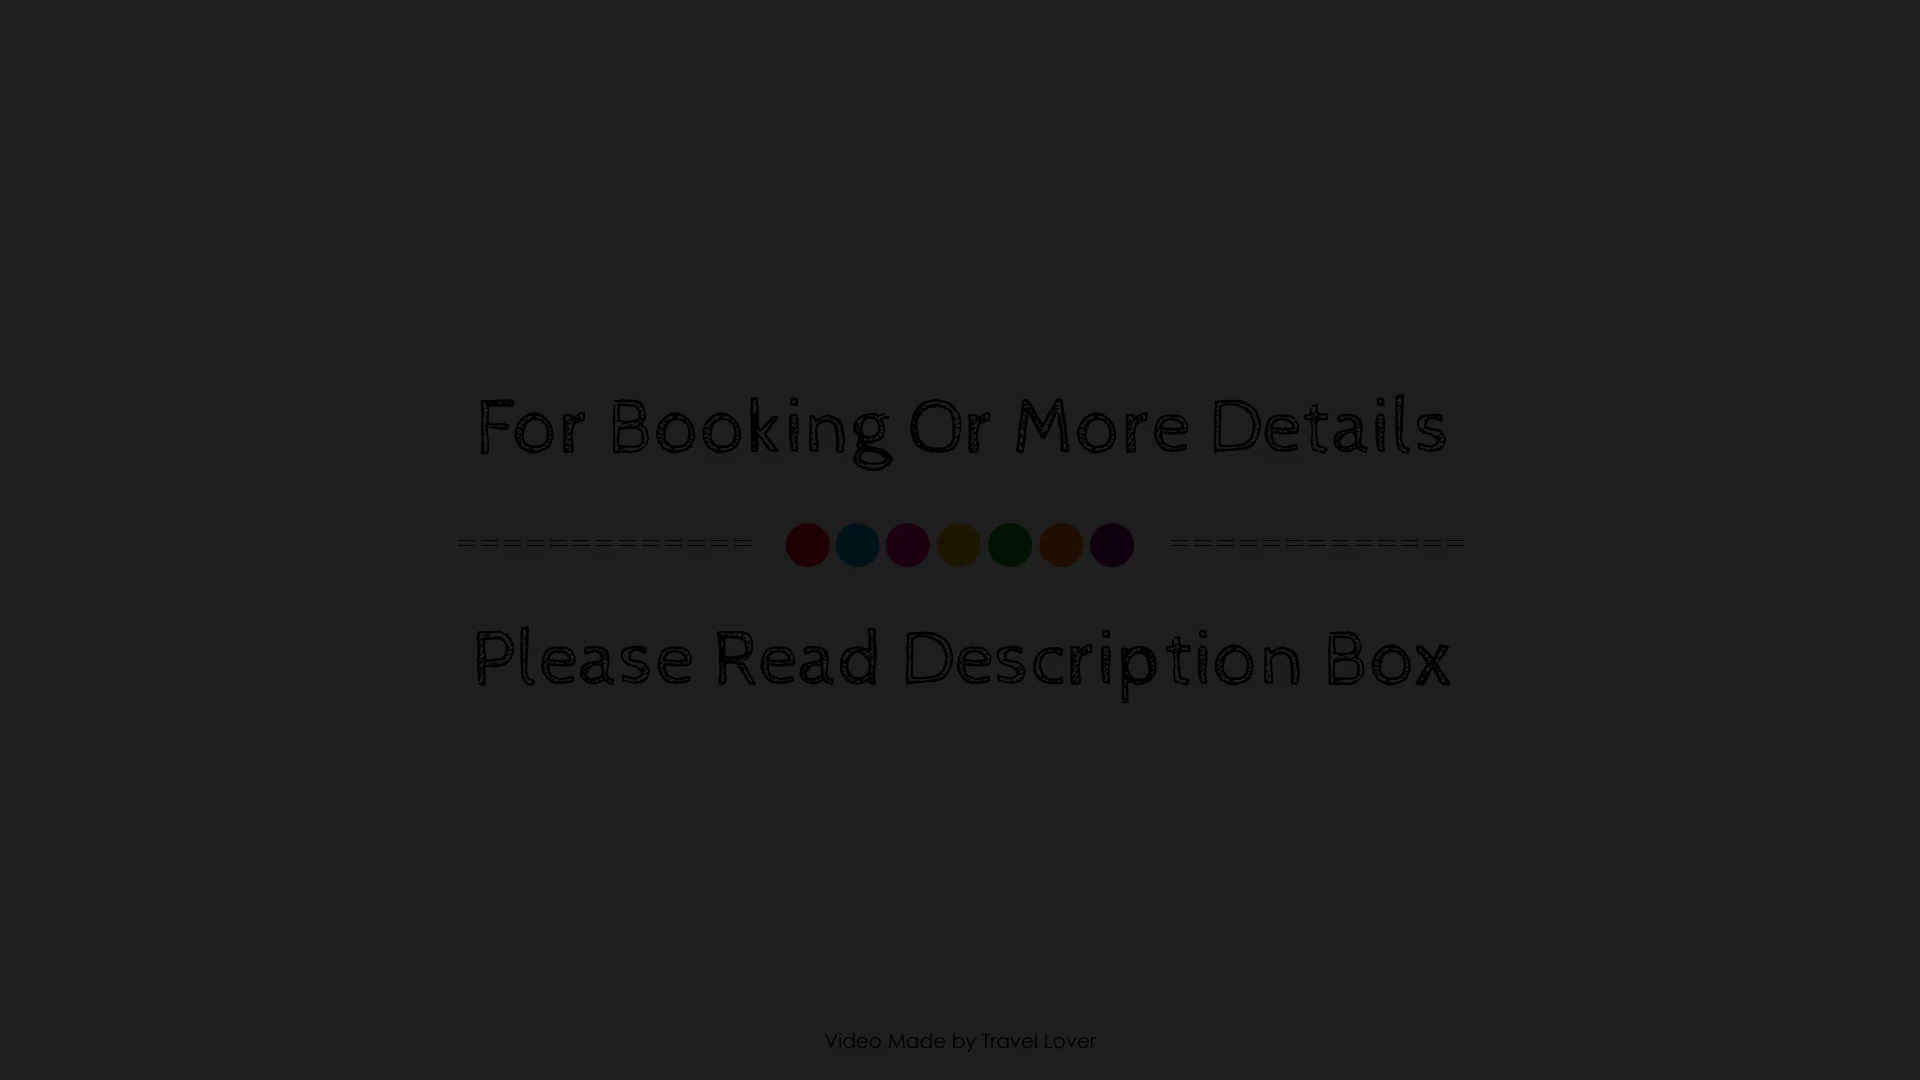 For Booking Or More Details
============= =============
Please Read Description Box
Video Made by Travel Lover